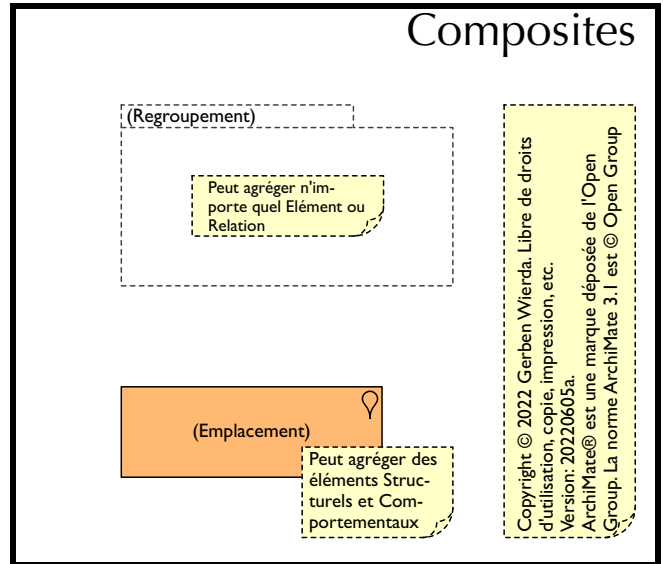 Composites
(Regroupement)
Peut agréger n'im-
porte quel Elément ou
Relation
(Emplacement)
Peut agréger des
éléments Struc-
turels et Com-
portementaux
Copyright © 2022 Gerben Wierda. Libre de droits
d'utilisation, copie, impression, etc.
Version: 20220605a.
ArchiMate® est une marque déposée de l'Open
Group. La norme ArchiMate 3.1 est © Open Group